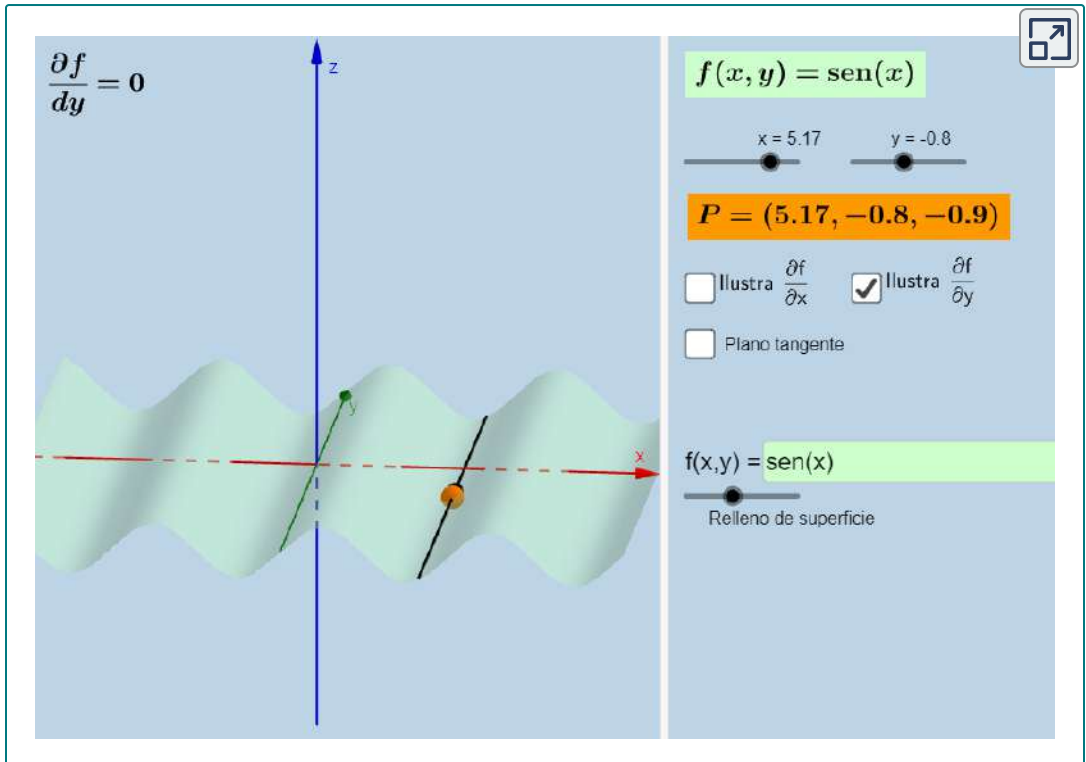 ∂f/dy = 0
z
y
x
f(x, y) = sen(x)
x = 5.17 y = -0.8
P = (5.17, −0.8, −0.9)
Ilustra ∂f/∂x Ilustra ∂f/∂y
Plano tangente
f(x,y) = sen(x)
Relleno de superficie